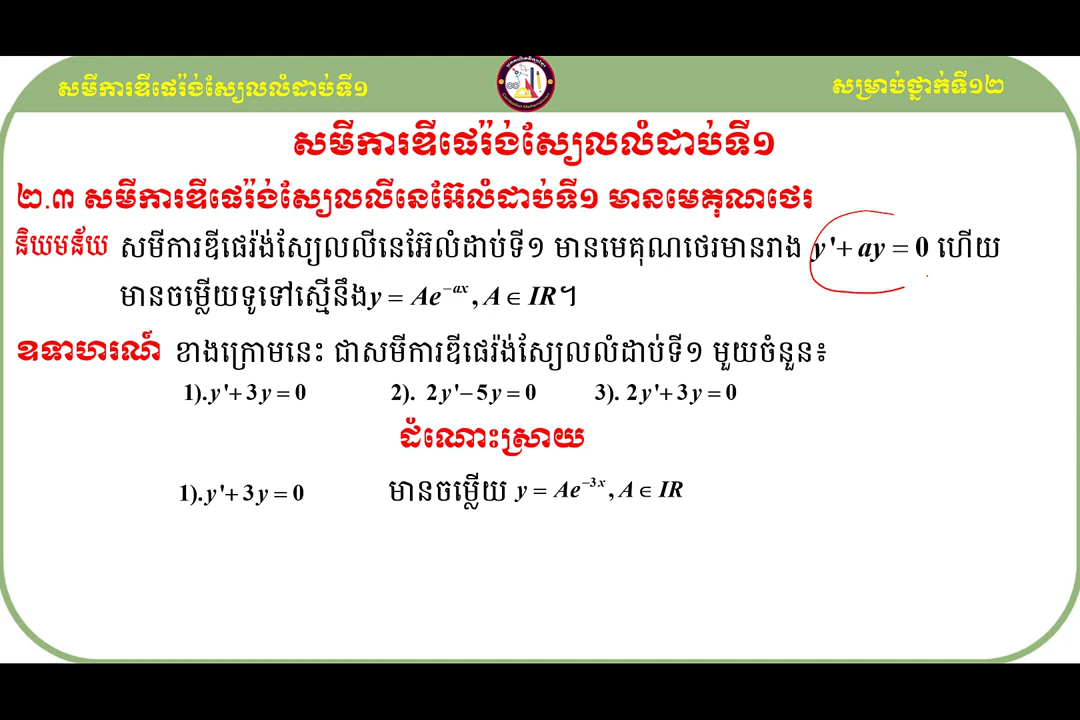 សមីការឌីផេរ៉ង់ស្យែលលំដាប់ទី១
សម្រាប់ថ្នាក់ទី១២
សមីការឌីផេរ៉ង់ស្យែលលំដាប់ទី១
២.៣ សមីការឌីផេរ៉ង់ស្យែលលីនេអ៊ែលំដាប់ទី១ មានមេគុណថេរ
និយមន័យ សមីការឌីផេរ៉ង់ស្យែលលីនេអ៊ែលំដាប់ទី១ មានមេគុណថេរមានរាង y'+ ay = 0 ហើយ
មានចម្លើយទូទៅស្មើនឹង y = Ae^{-ax}, A ∈ IR។
ឧទាហរណ៍ ខាងក្រោមនេះ ជាសមីការឌីផេរ៉ង់ស្យែលលំដាប់ទី១ មួយចំនួន៖
1). y'+ 3y = 0 2). 2y'− 5y = 0 3). 2y'+ 3y = 0
ដំណោះស្រាយ
1). y'+ 3y = 0 មានចម្លើយ y = Ae^{-3x}, A ∈ IR